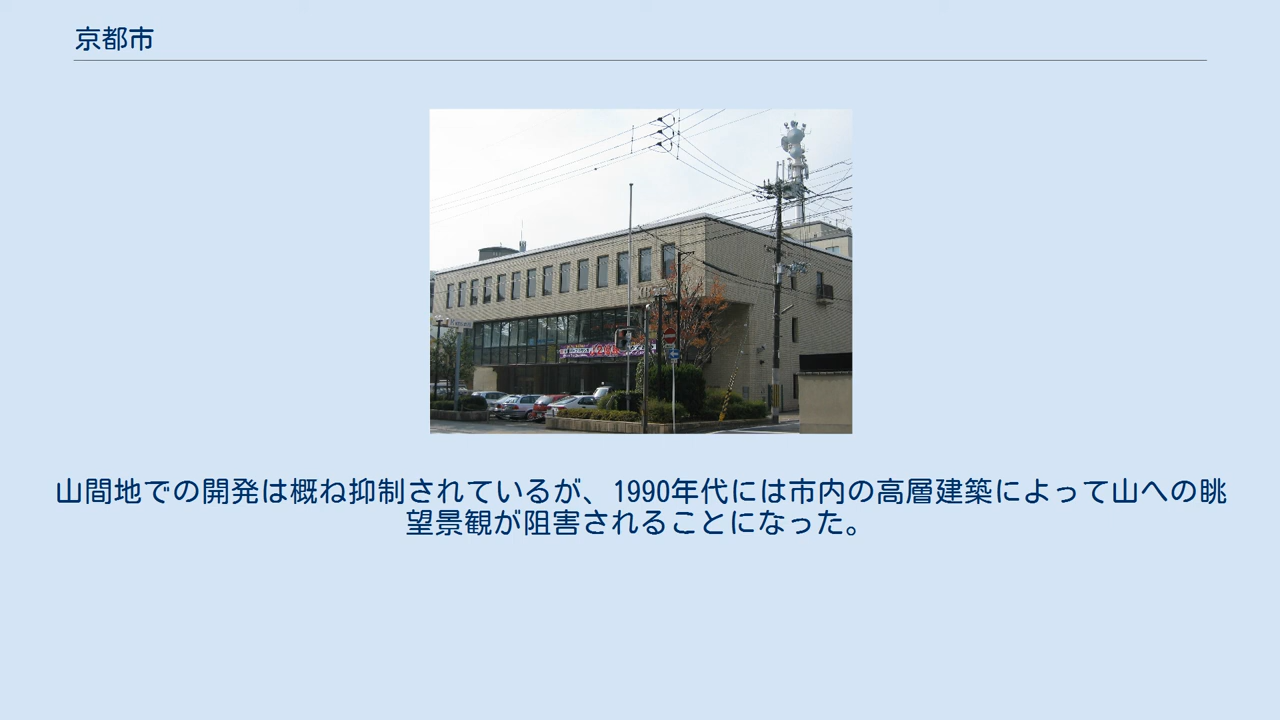 京都市
山間地での開発は概ね抑制されているが、1990年代には市内の高層建築によって山への眺
望景観が阻害されることになった。